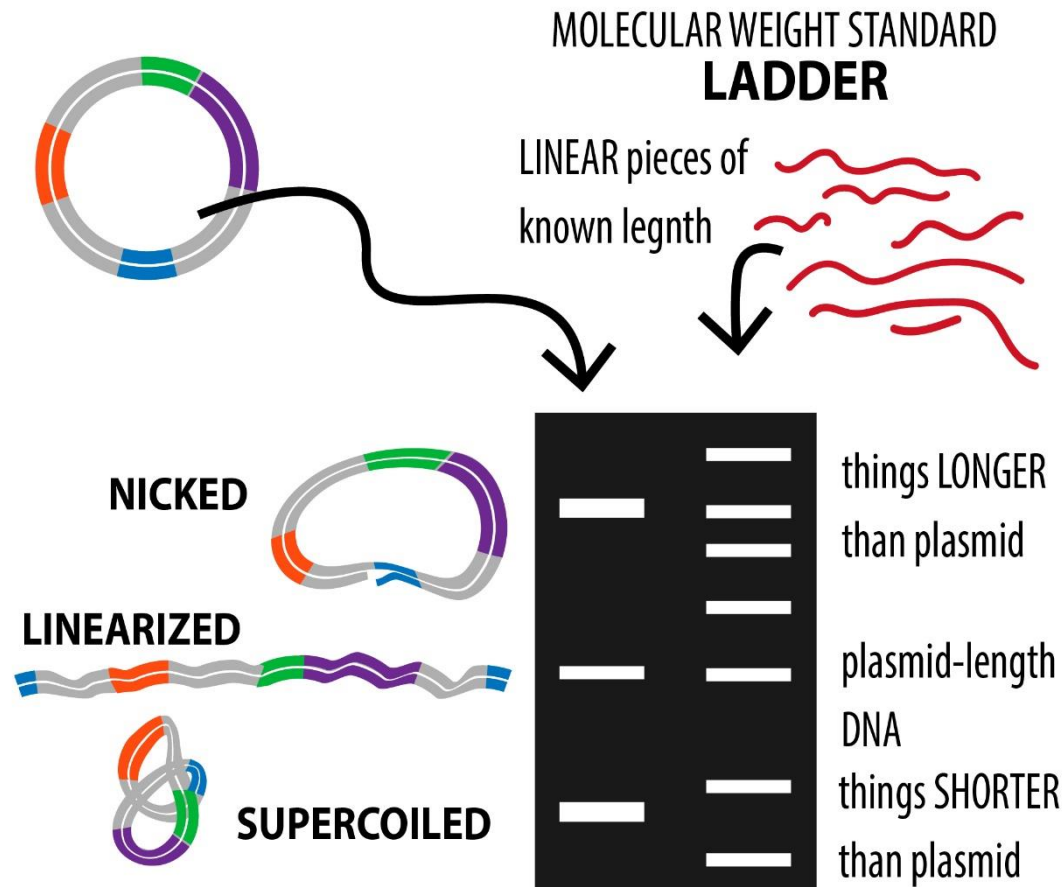 MOLECULAR WEIGHT STANDARD
LADDER
LINEAR pieces of
known legnth
NICKED
LINEARIZED
SUPERCOILED
things LONGER
than plasmid
plasmid-length
DNA
things SHORTER
than plasmid